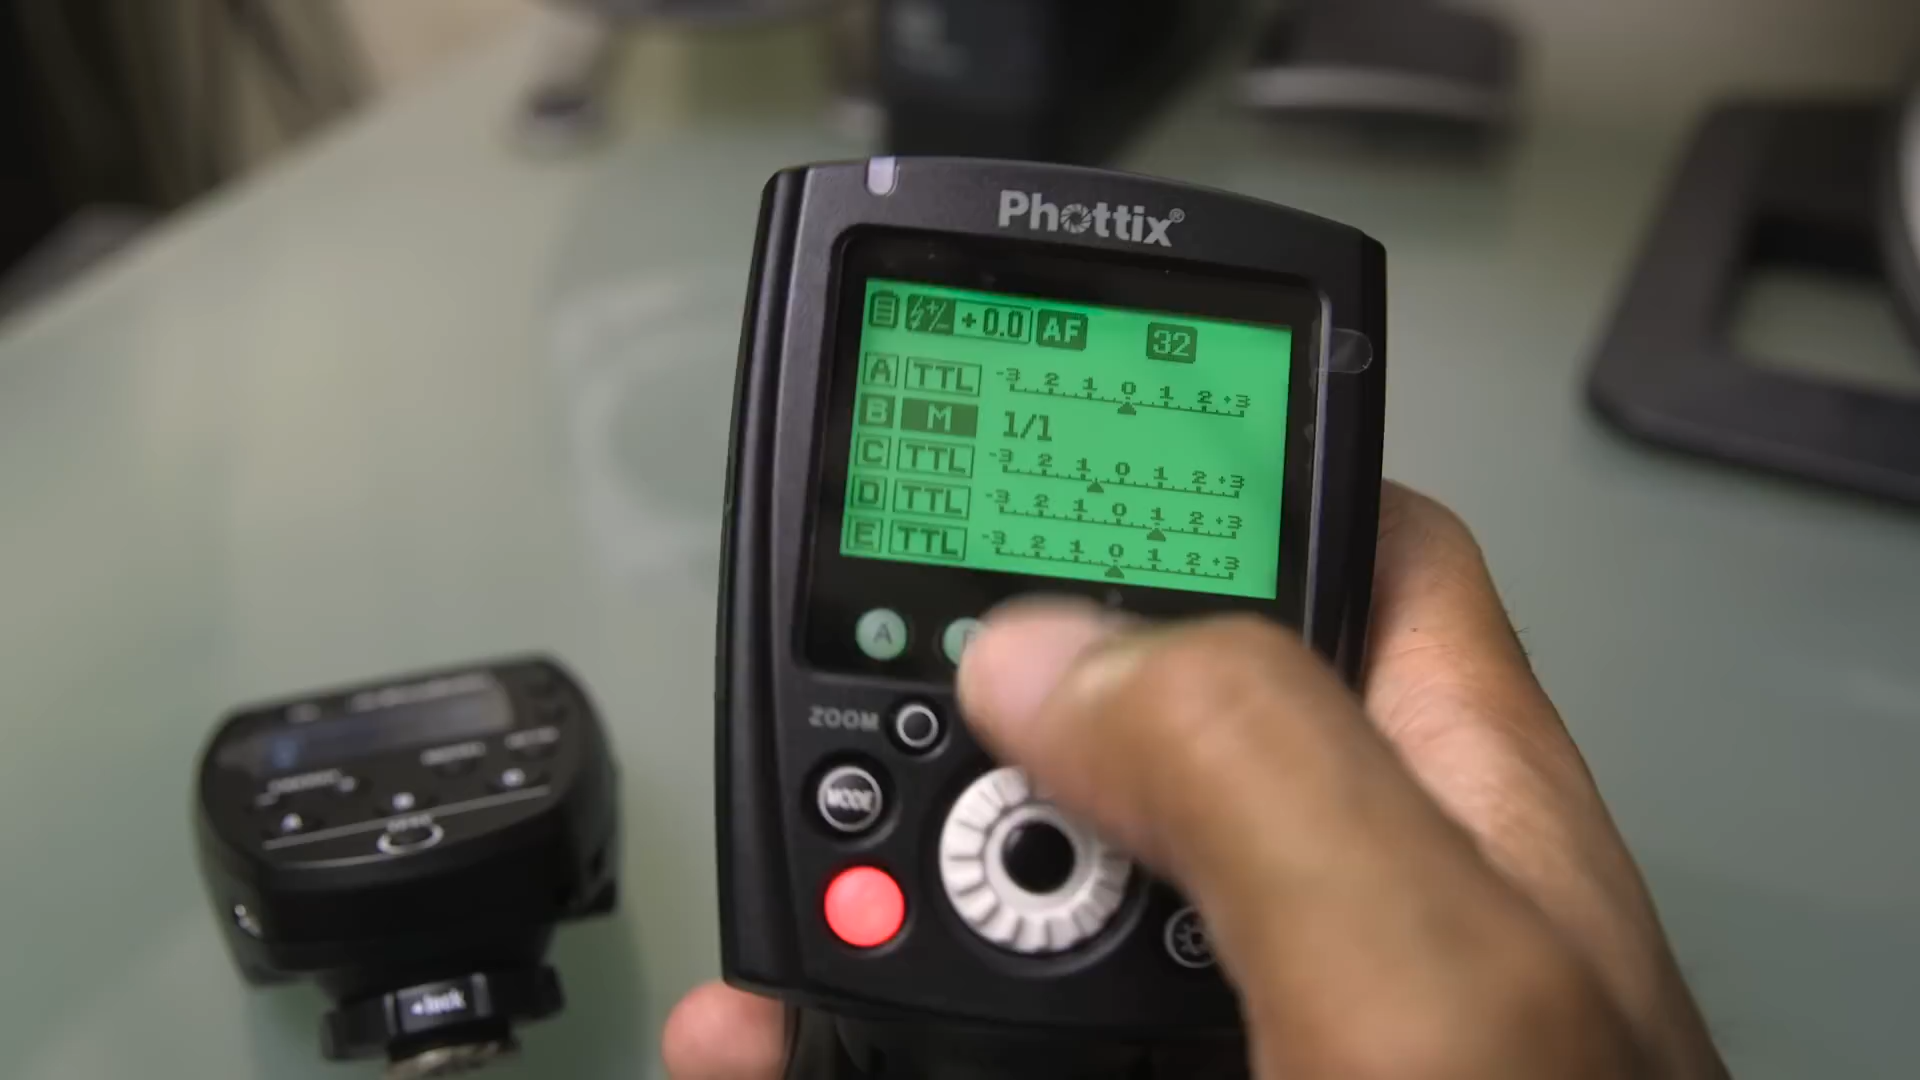 Phottix®
+0.0 AF 32
A TTL -3 2 1 0 1 2 +3
B M 1/1
C TTL -3 2 1 0 1 2 +3
D TTL -3 2 1 0 1 2 +3
E TTL -3 2 1 0 1 2 +3
A
ZOOM
MODE
lock